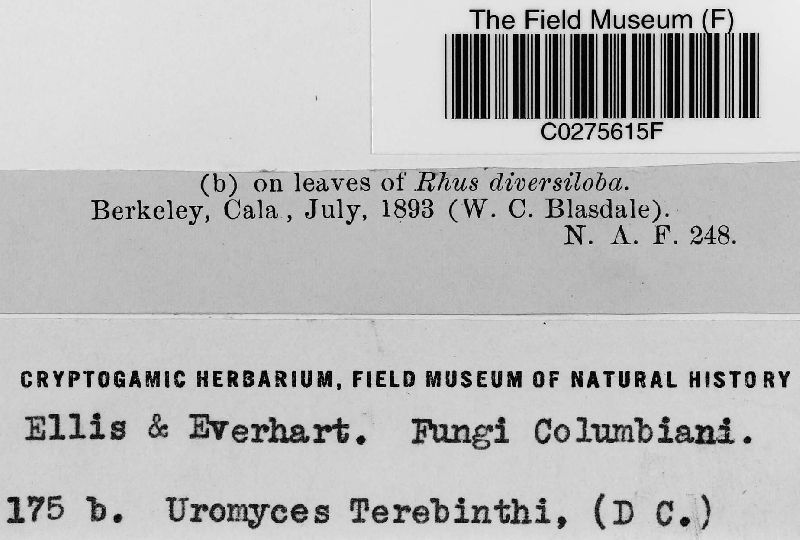 The Field Museum (F)
C0275615F
(b) on leaves of Rhus diversiloba.
Berkeley, Cala., July, 1893 (W. C. Blasdale).
N. A. F. 248.
CRYPTOGAMIC HERBARIUM, FIELD MUSEUM OF NATURAL HISTORY
Ellis & Everhart. Fungi Columbiani.
175 b. Uromyces Terebinthi, (D C.)